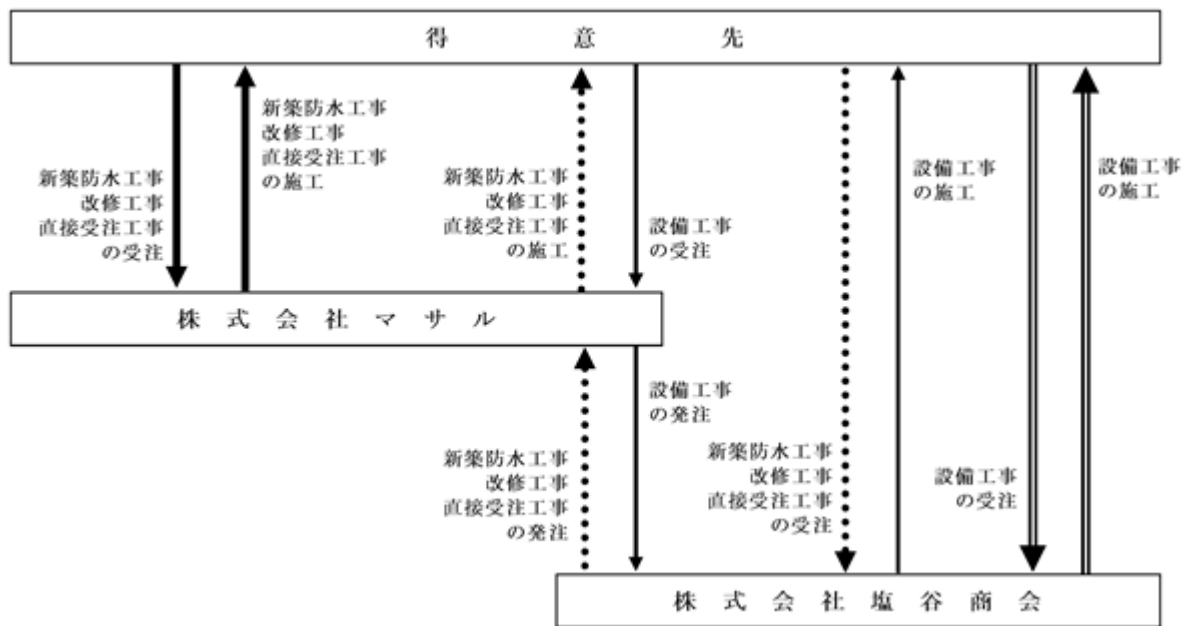 得意先
新築防水工事
改修工事
直接受注工事
の受注
新築防水工事
改修工事
直接受注工事
の施工
新築防水工事
改修工事
直接受注工事
の施工
設備工事
の受注
設備工事
の施工
設備工事
の施工
株式会社マサル
新築防水工事
改修工事
直接受注工事
の発注
設備工事
の発注
新築防水工事
改修工事
直接受注工事
の受注
設備工事
の受注
株式会社塩谷商会